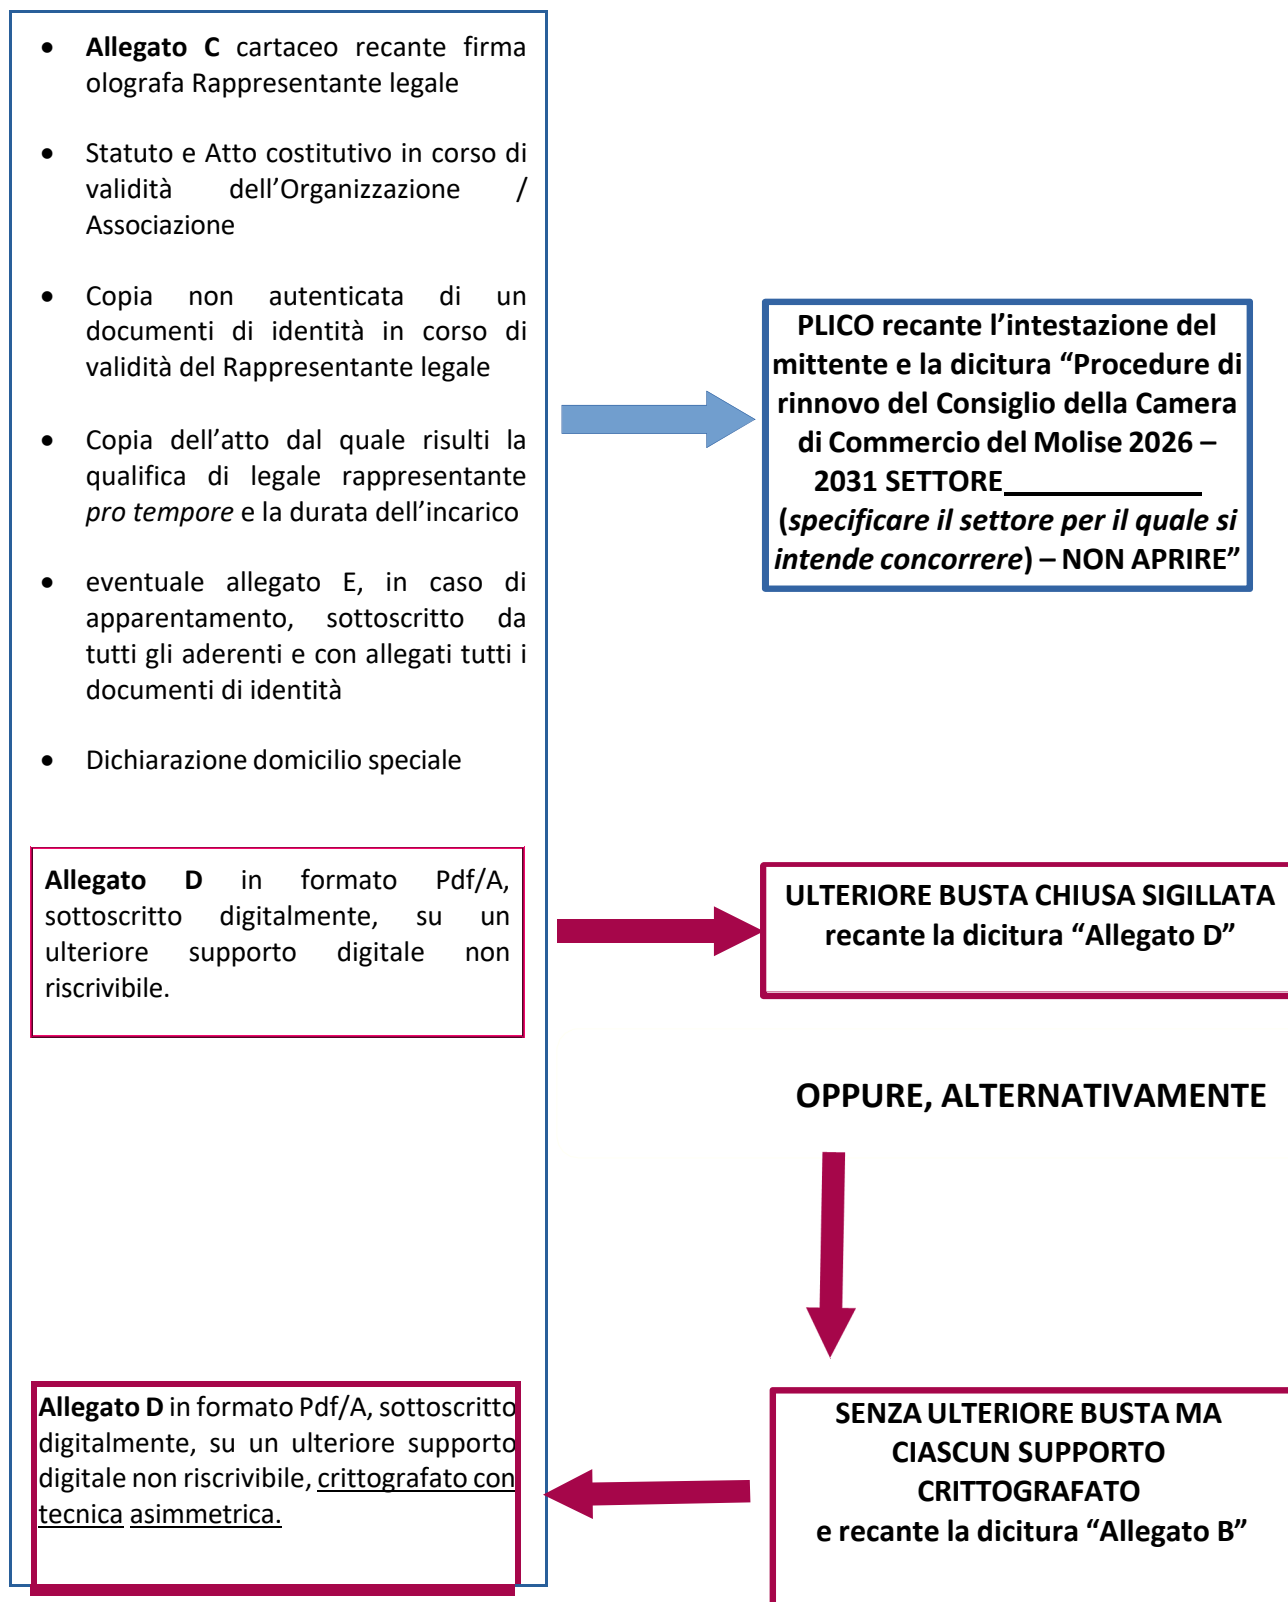 • Allegato C cartaceo recante firma
olografa Rappresentante legale
• Statuto e Atto costitutivo in corso di
validità dell’Organizzazione /
Associazione
• Copia non autenticata di un
documenti di identità in corso di
validità del Rappresentante legale
• Copia dell’atto dal quale risulti la
qualifica di legale rappresentante
pro tempore e la durata dell’incarico
• eventuale allegato E, in caso di
apparentamento, sottoscritto da
tutti gli aderenti e con allegati tutti i
documenti di identità
• Dichiarazione domicilio speciale
PLICO recante l’intestazione del
mittente e la dicitura “Procedure di
rinnovo del Consiglio della Camera
di Commercio del Molise 2026 –
2031 SETTORE_____________
(specificare il settore per il quale si
intende concorrere) – NON APRIRE”
Allegato D in formato Pdf/A,
sottoscritto digitalmente, su un
ulteriore supporto digitale non
riscrivibile.
ULTERIORE BUSTA CHIUSA SIGILLATA
recante la dicitura “Allegato D”
OPPURE, ALTERNATIVAMENTE
Allegato D in formato Pdf/A, sottoscritto
digitalmente, su un ulteriore supporto
digitale non riscrivibile, crittografato con
tecnica asimmetrica.
SENZA ULTERIORE BUSTA MA
CIASCUN SUPPORTO
CRITTOGRAFATO
e recante la dicitura “Allegato B”